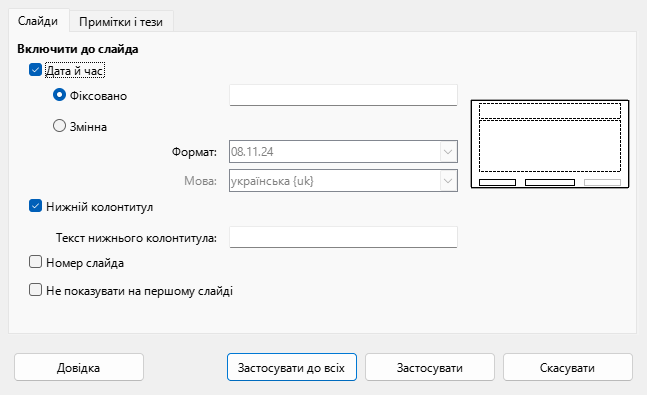 Слайди
Примітки і тези
Включити до слайда
Дата й час
Фіксовано
Змінна
Формат:
08.11.24
Мова:
українська {uk}
Нижній колонтитул
Текст нижнього колонтитула:
Номер слайда
Не показувати на першому слайді
Довідка
Застосувати до всіх
Застосувати
Скасувати